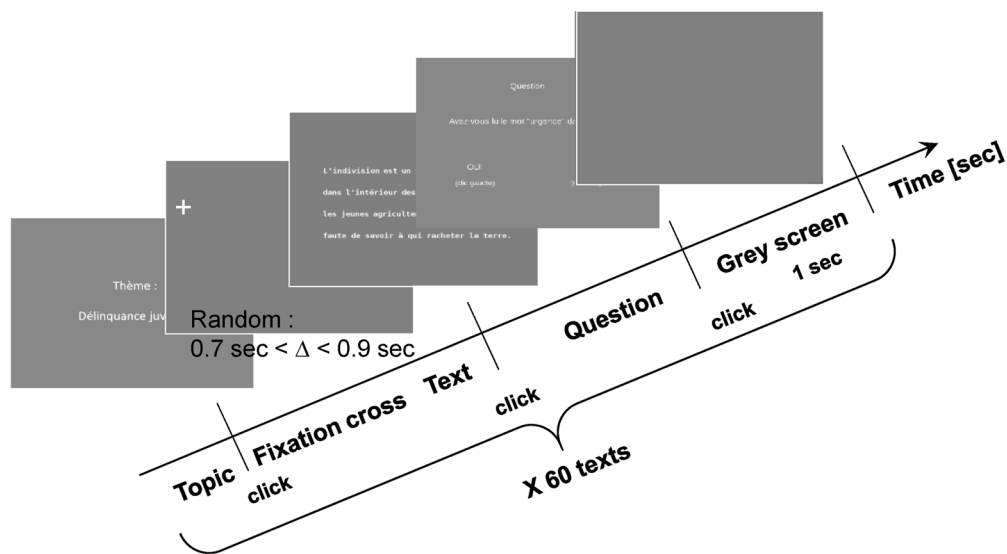 Thème :
Délinquance juv
Random :
0.7 sec < Δ < 0.9 sec
L'indivision est un
dans l'intérieur des
les jeunes agricult
faute de savoir à qui racheter la terre.
Question
Avez-vous lu le mot "urgence" da
OUI
(clic gauche)
Topic
click
Fixation cross
Text
click
Question
click
Grey screen
1 sec
Time [sec]
X 60 texts